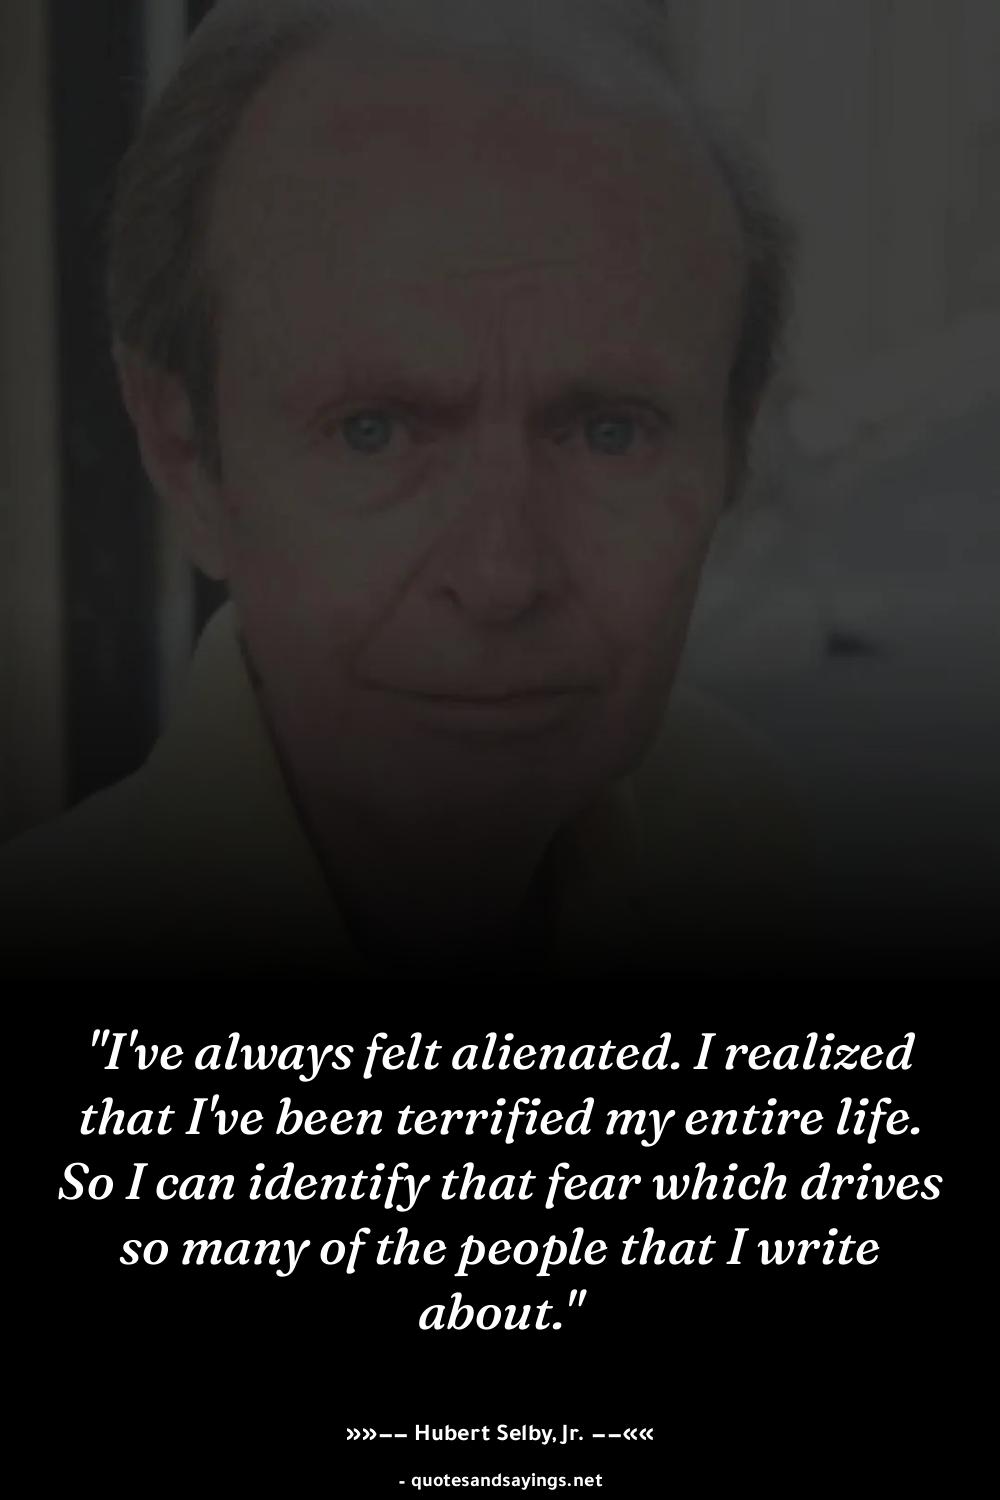 "I've always felt alienated. I realized
that I've been terrified my entire life.
So I can identify that fear which drives
so many of the people that I write
about."
»»−− Hubert Selby, Jr. −−««
- quotesandsayings.net